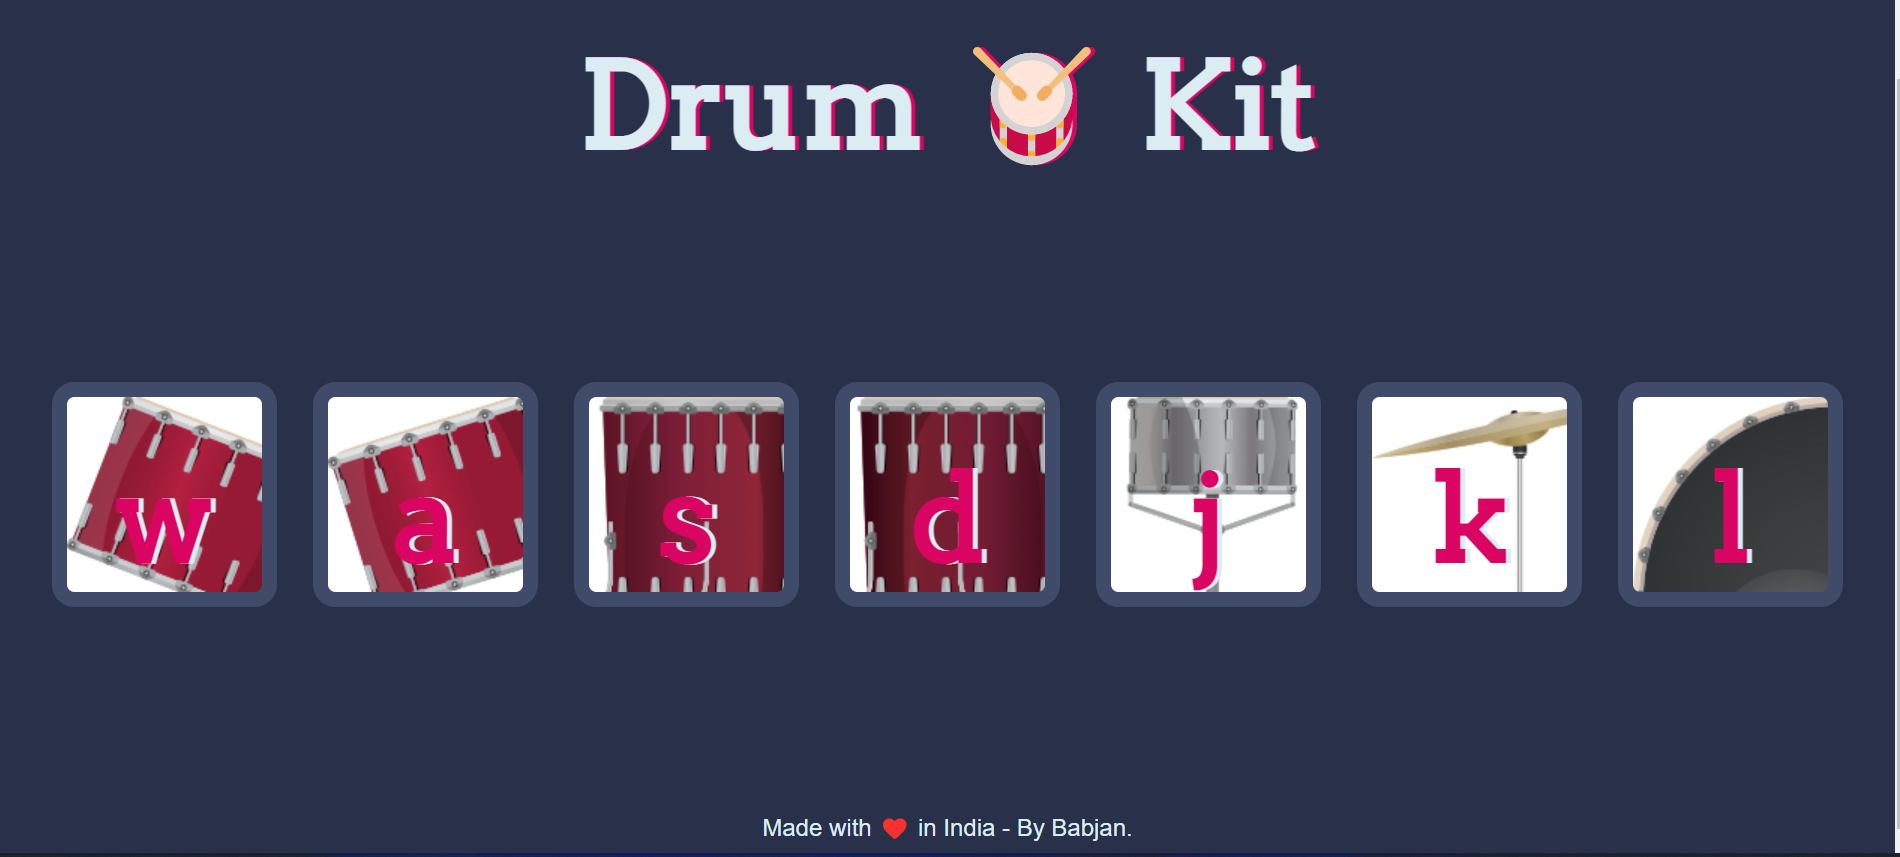 Drum 🥁 Kit
w a s d j k l
Made with ❤️ in India - By Babjan.